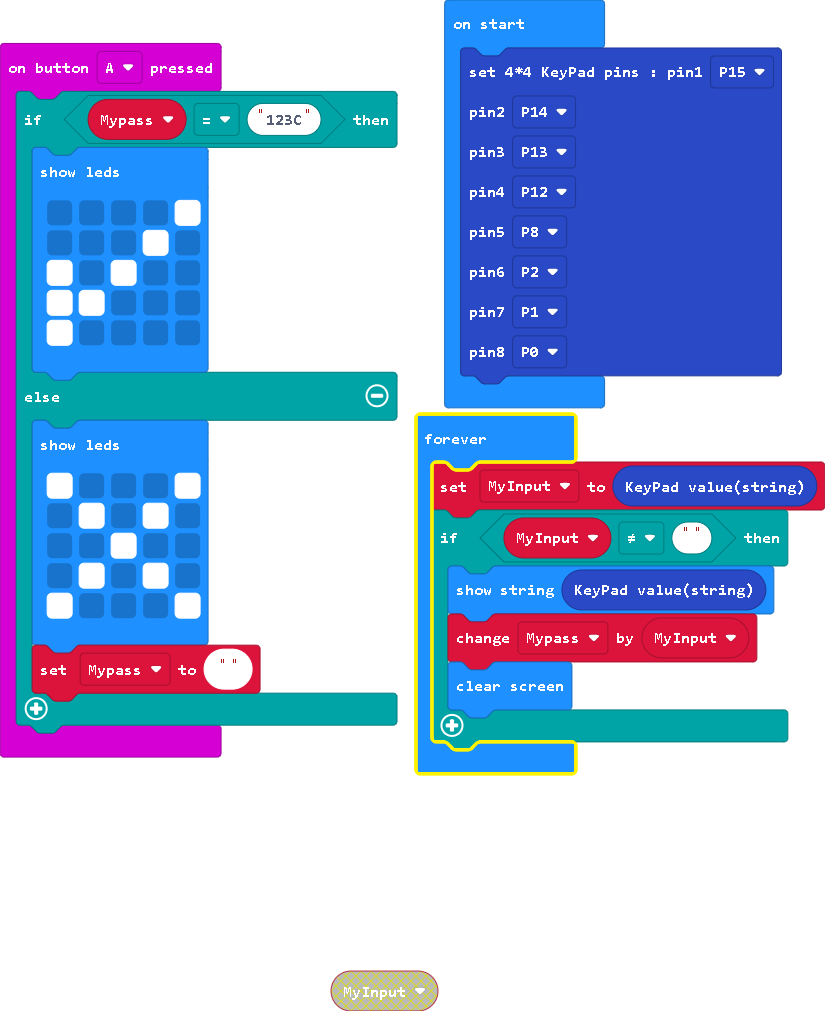 on button A pressed
if Mypass = "123C" then
show leds
else
show leds
set Mypass to ""
on start
set 4*4 KeyPad pins : pin1 P15
pin2 P14
pin3 P13
pin4 P12
pin5 P8
pin6 P2
pin7 P1
pin8 P0
forever
set MyInput to KeyPad value(string)
if MyInput ≠ "" then
show string KeyPad value(string)
change Mypass by MyInput
clear screen
MyInput